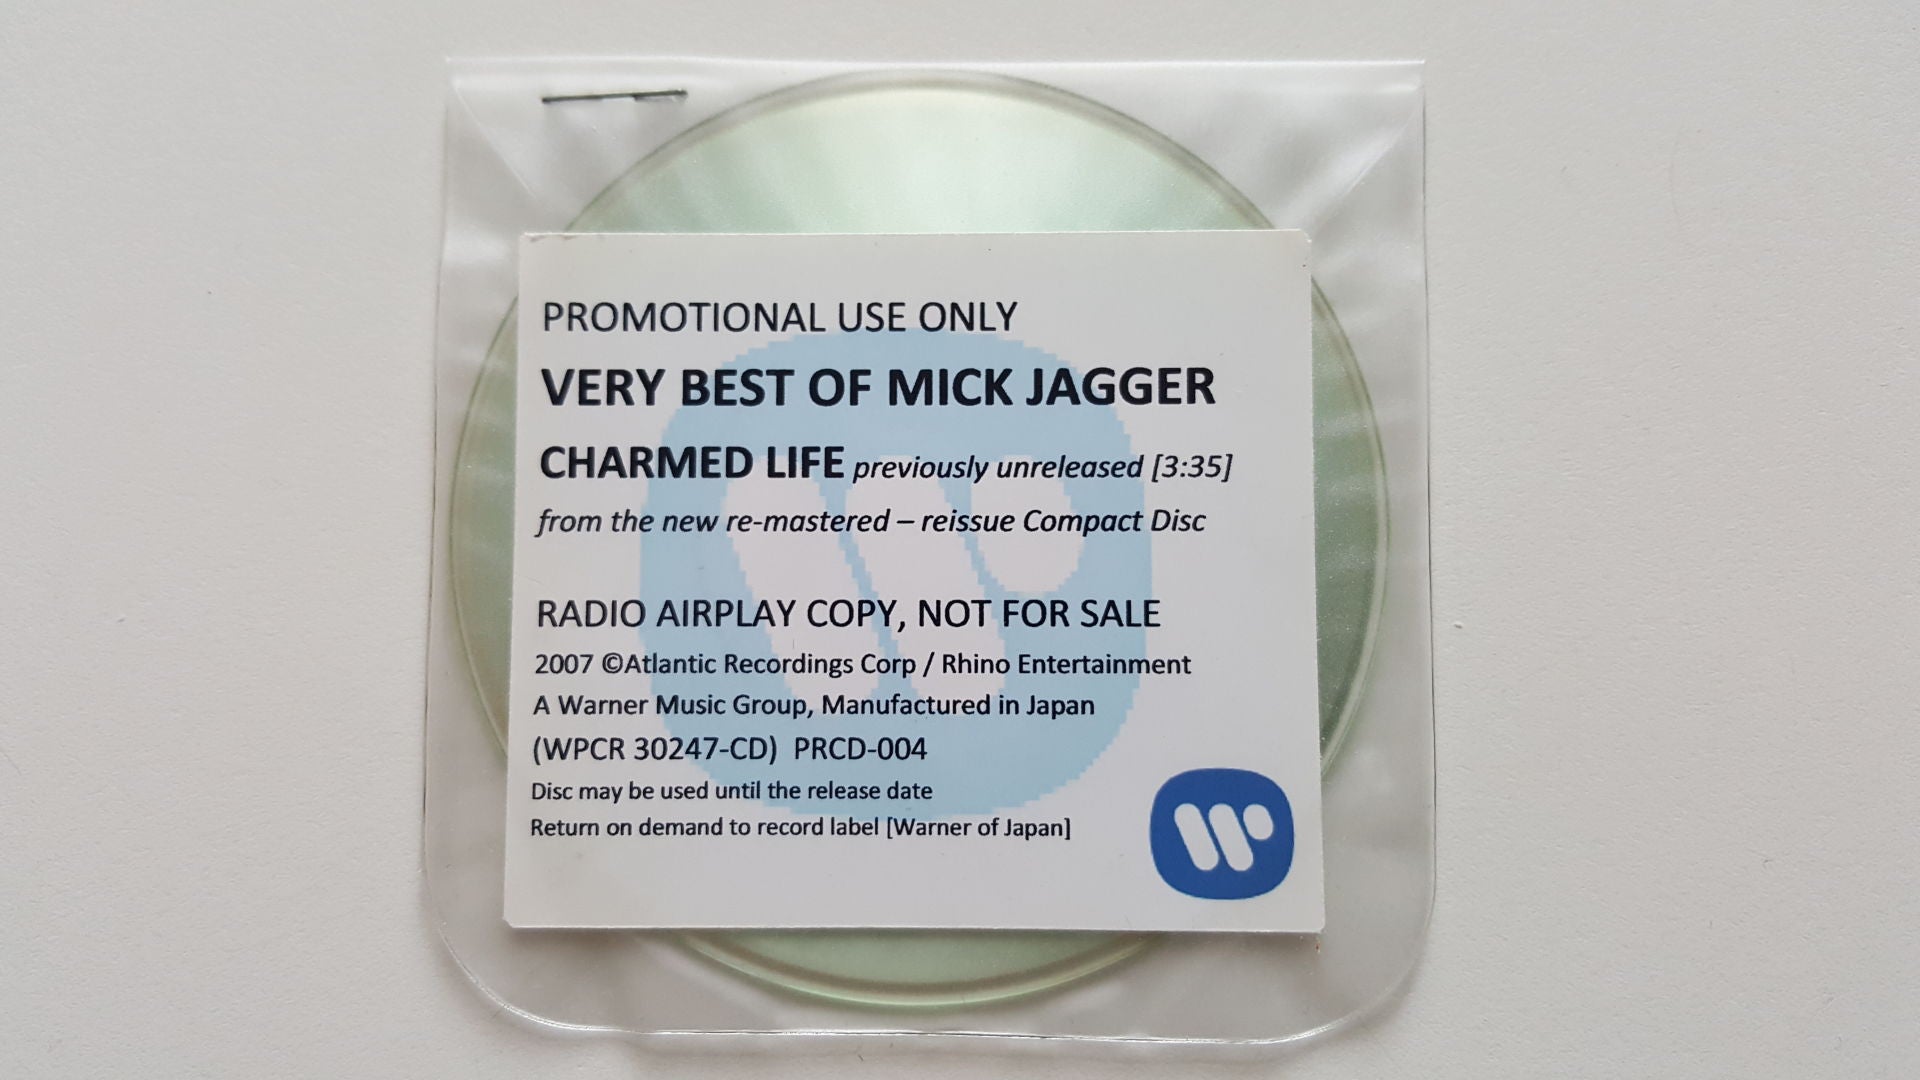 PROMOTIONAL USE ONLY
VERY BEST OF MICK JAGGER
CHARMED LIFE previously unreleased [3:35]
from the new re-mastered – reissue Compact Disc
RADIO AIRPLAY COPY, NOT FOR SALE
2007 ©Atlantic Recordings Corp / Rhino Entertainment
A Warner Music Group, Manufactured in Japan
(WPCR 30247-CD) PRCD-004
Disc may be used until the release date
Return on demand to record label [Warner of Japan]